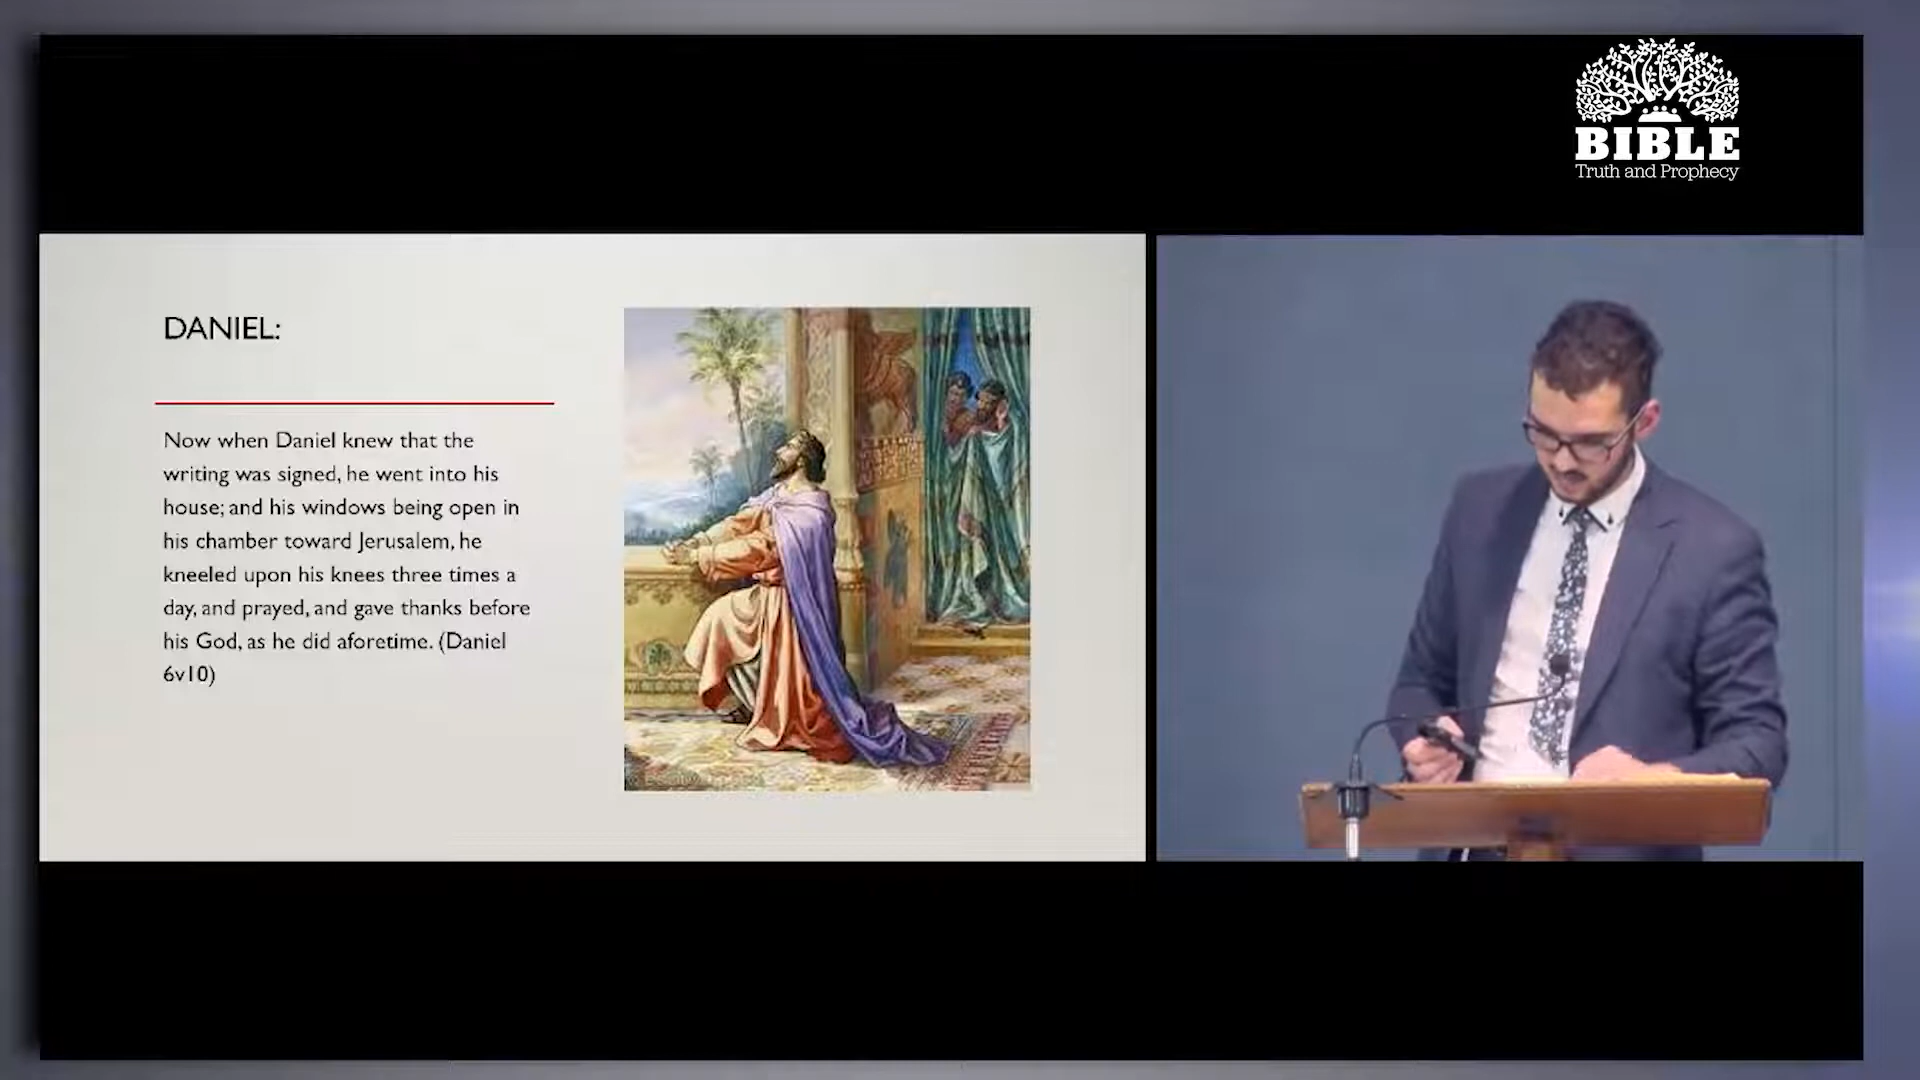 BIBLE
Truth and Prophecy
DANIEL:
Now when Daniel knew that the
writing was signed, he went into his
house; and his windows being open in
his chamber toward Jerusalem, he
kneeled upon his knees three times a
day, and prayed, and gave thanks before
his God, as he did aforetime. (Daniel
6v10)